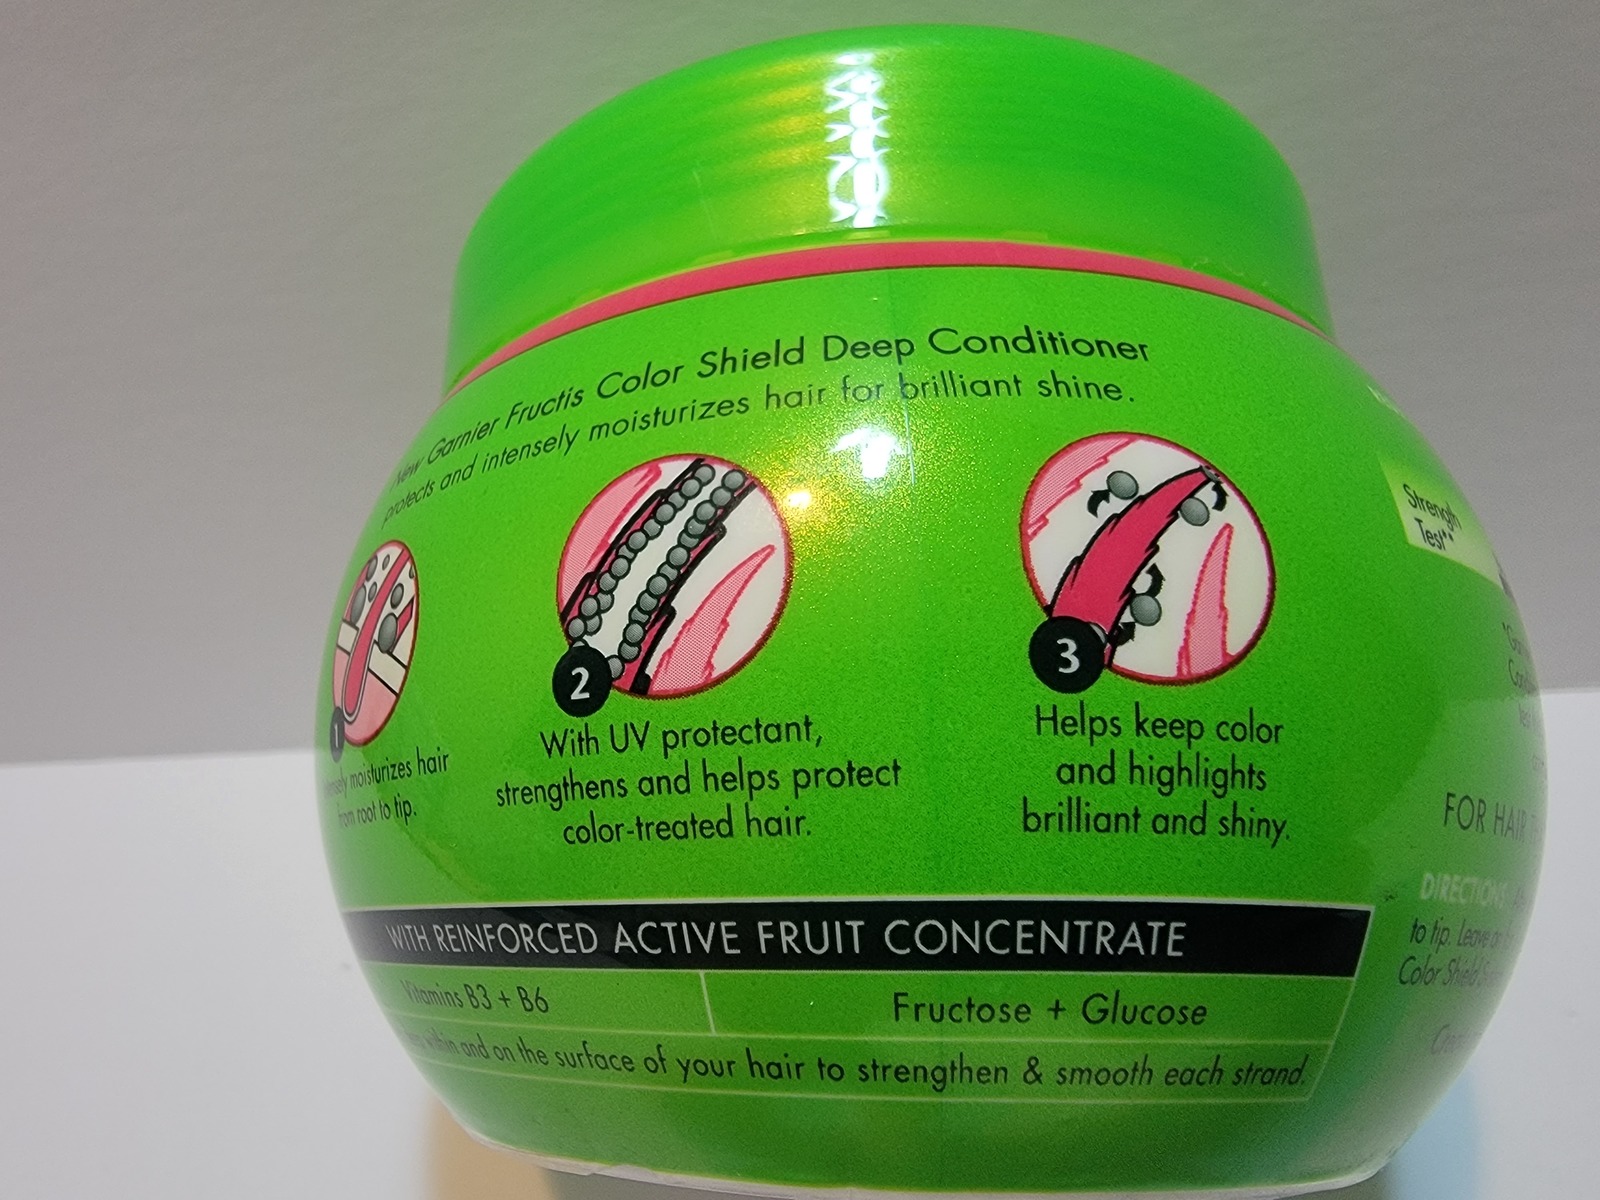 New Garnier Fructis Color Shield Deep Conditioner
protects and intensely moisturizes hair for brilliant shine.
1
moisturizes hair
from root to tip.
2
With UV protectant,
strengthens and helps protect
color-treated hair.
3
Helps keep color
and highlights
brilliant and shiny.
WITH REINFORCED ACTIVE FRUIT CONCENTRATE
Vitamins B3 + B6
Fructose + Glucose
within and on the surface of your hair to strengthen & smooth each strand.
Strength
Test**
FOR HAIR
DIRECTIONS
to tip. Leave on
Color Shield